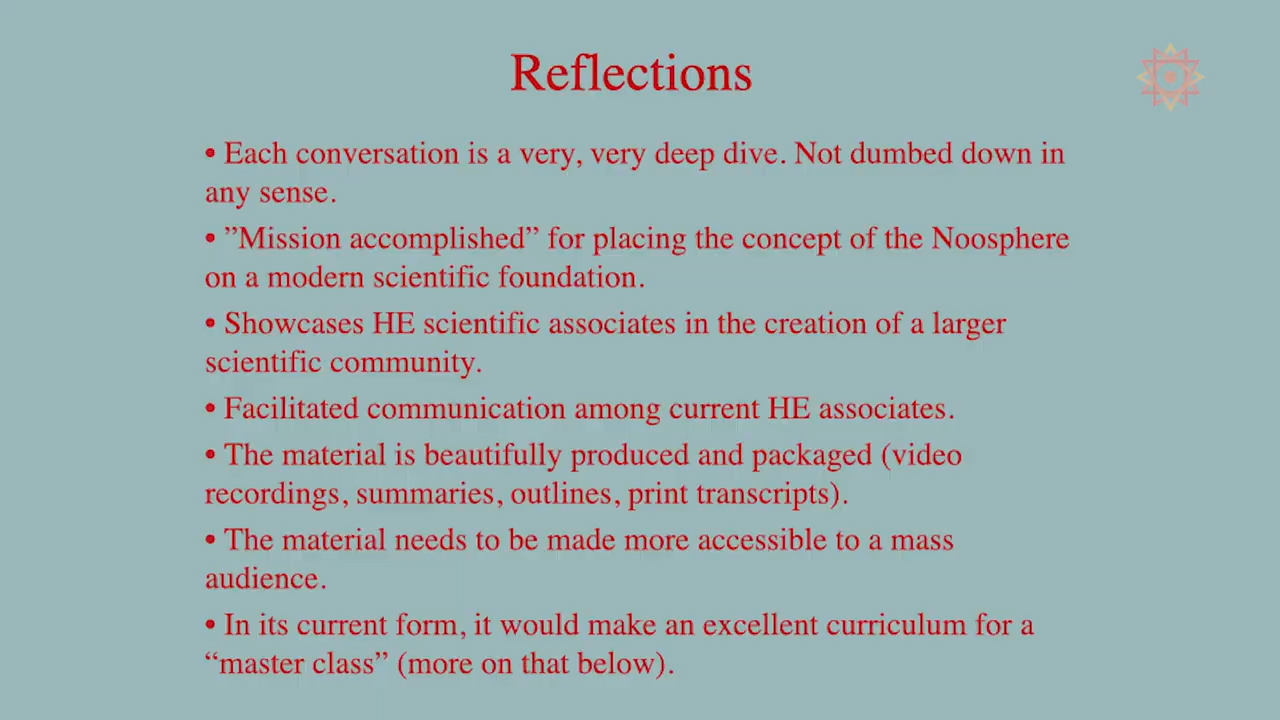 Reflections
• Each conversation is a very, very deep dive. Not dumbed down in
any sense.
• ”Mission accomplished” for placing the concept of the Noosphere
on a modern scientific foundation.
• Showcases HE scientific associates in the creation of a larger
scientific community.
• Facilitated communication among current HE associates.
• The material is beautifully produced and packaged (video
recordings, summaries, outlines, print transcripts).
• The material needs to be made more accessible to a mass
audience.
• In its current form, it would make an excellent curriculum for a
“master class” (more on that below).